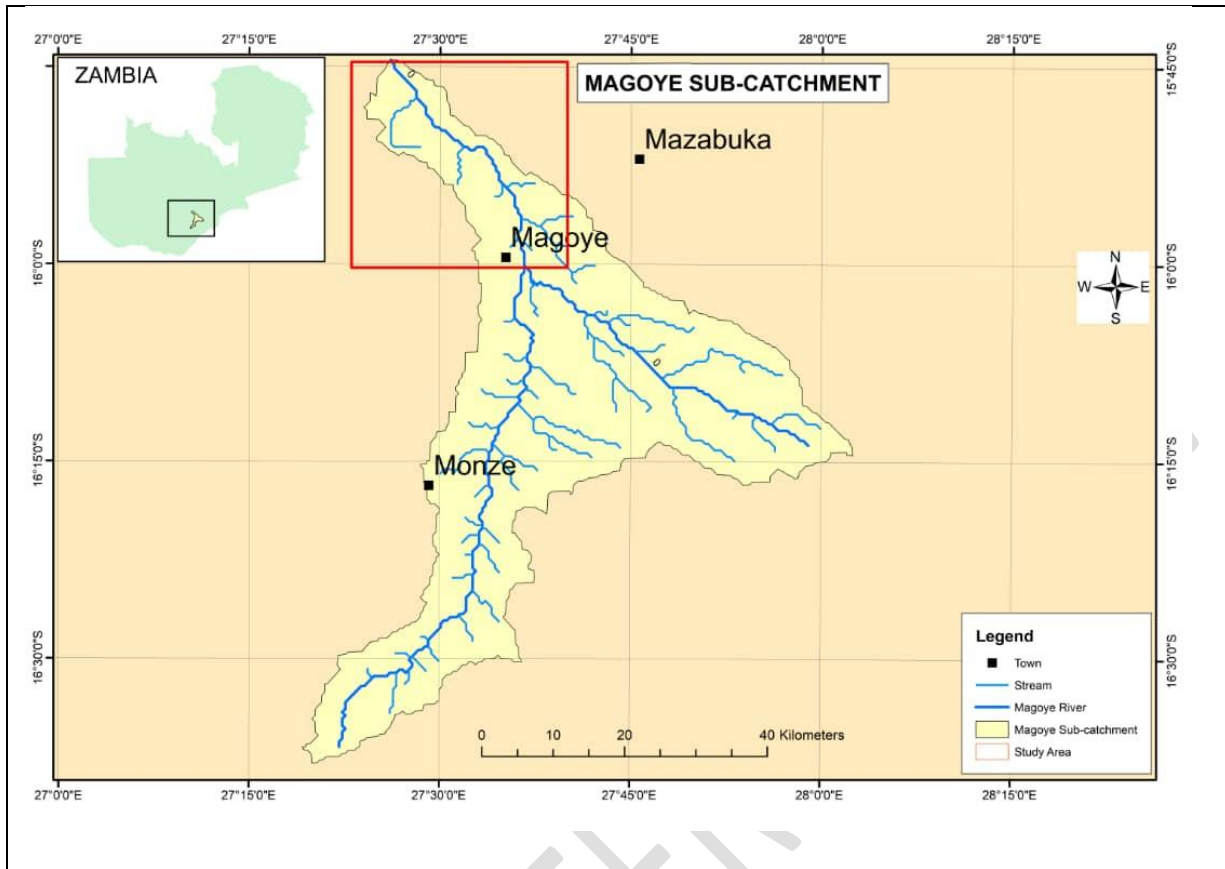 27°0'0"E 27°15'0"E 27°30'0"E 27°45'0"E 28°0'0"E 28°15'0"E
ZAMBIA
MAGOYE SUB-CATCHMENT
15°45'0"S 15°45'0"S
Mazabuka
Magoye
16°0'0"S 16°0'0"S
N
W E
S
Monze
16°15'0"S 16°15'0"S
Legend
Town
Stream
Magoye River
Magoye Sub-catchment
Study Area
16°30'0"S 16°30'0"S
0 10 20 40 Kilometers
27°0'0"E 27°15'0"E 27°30'0"E 27°45'0"E 28°0'0"E 28°15'0"E